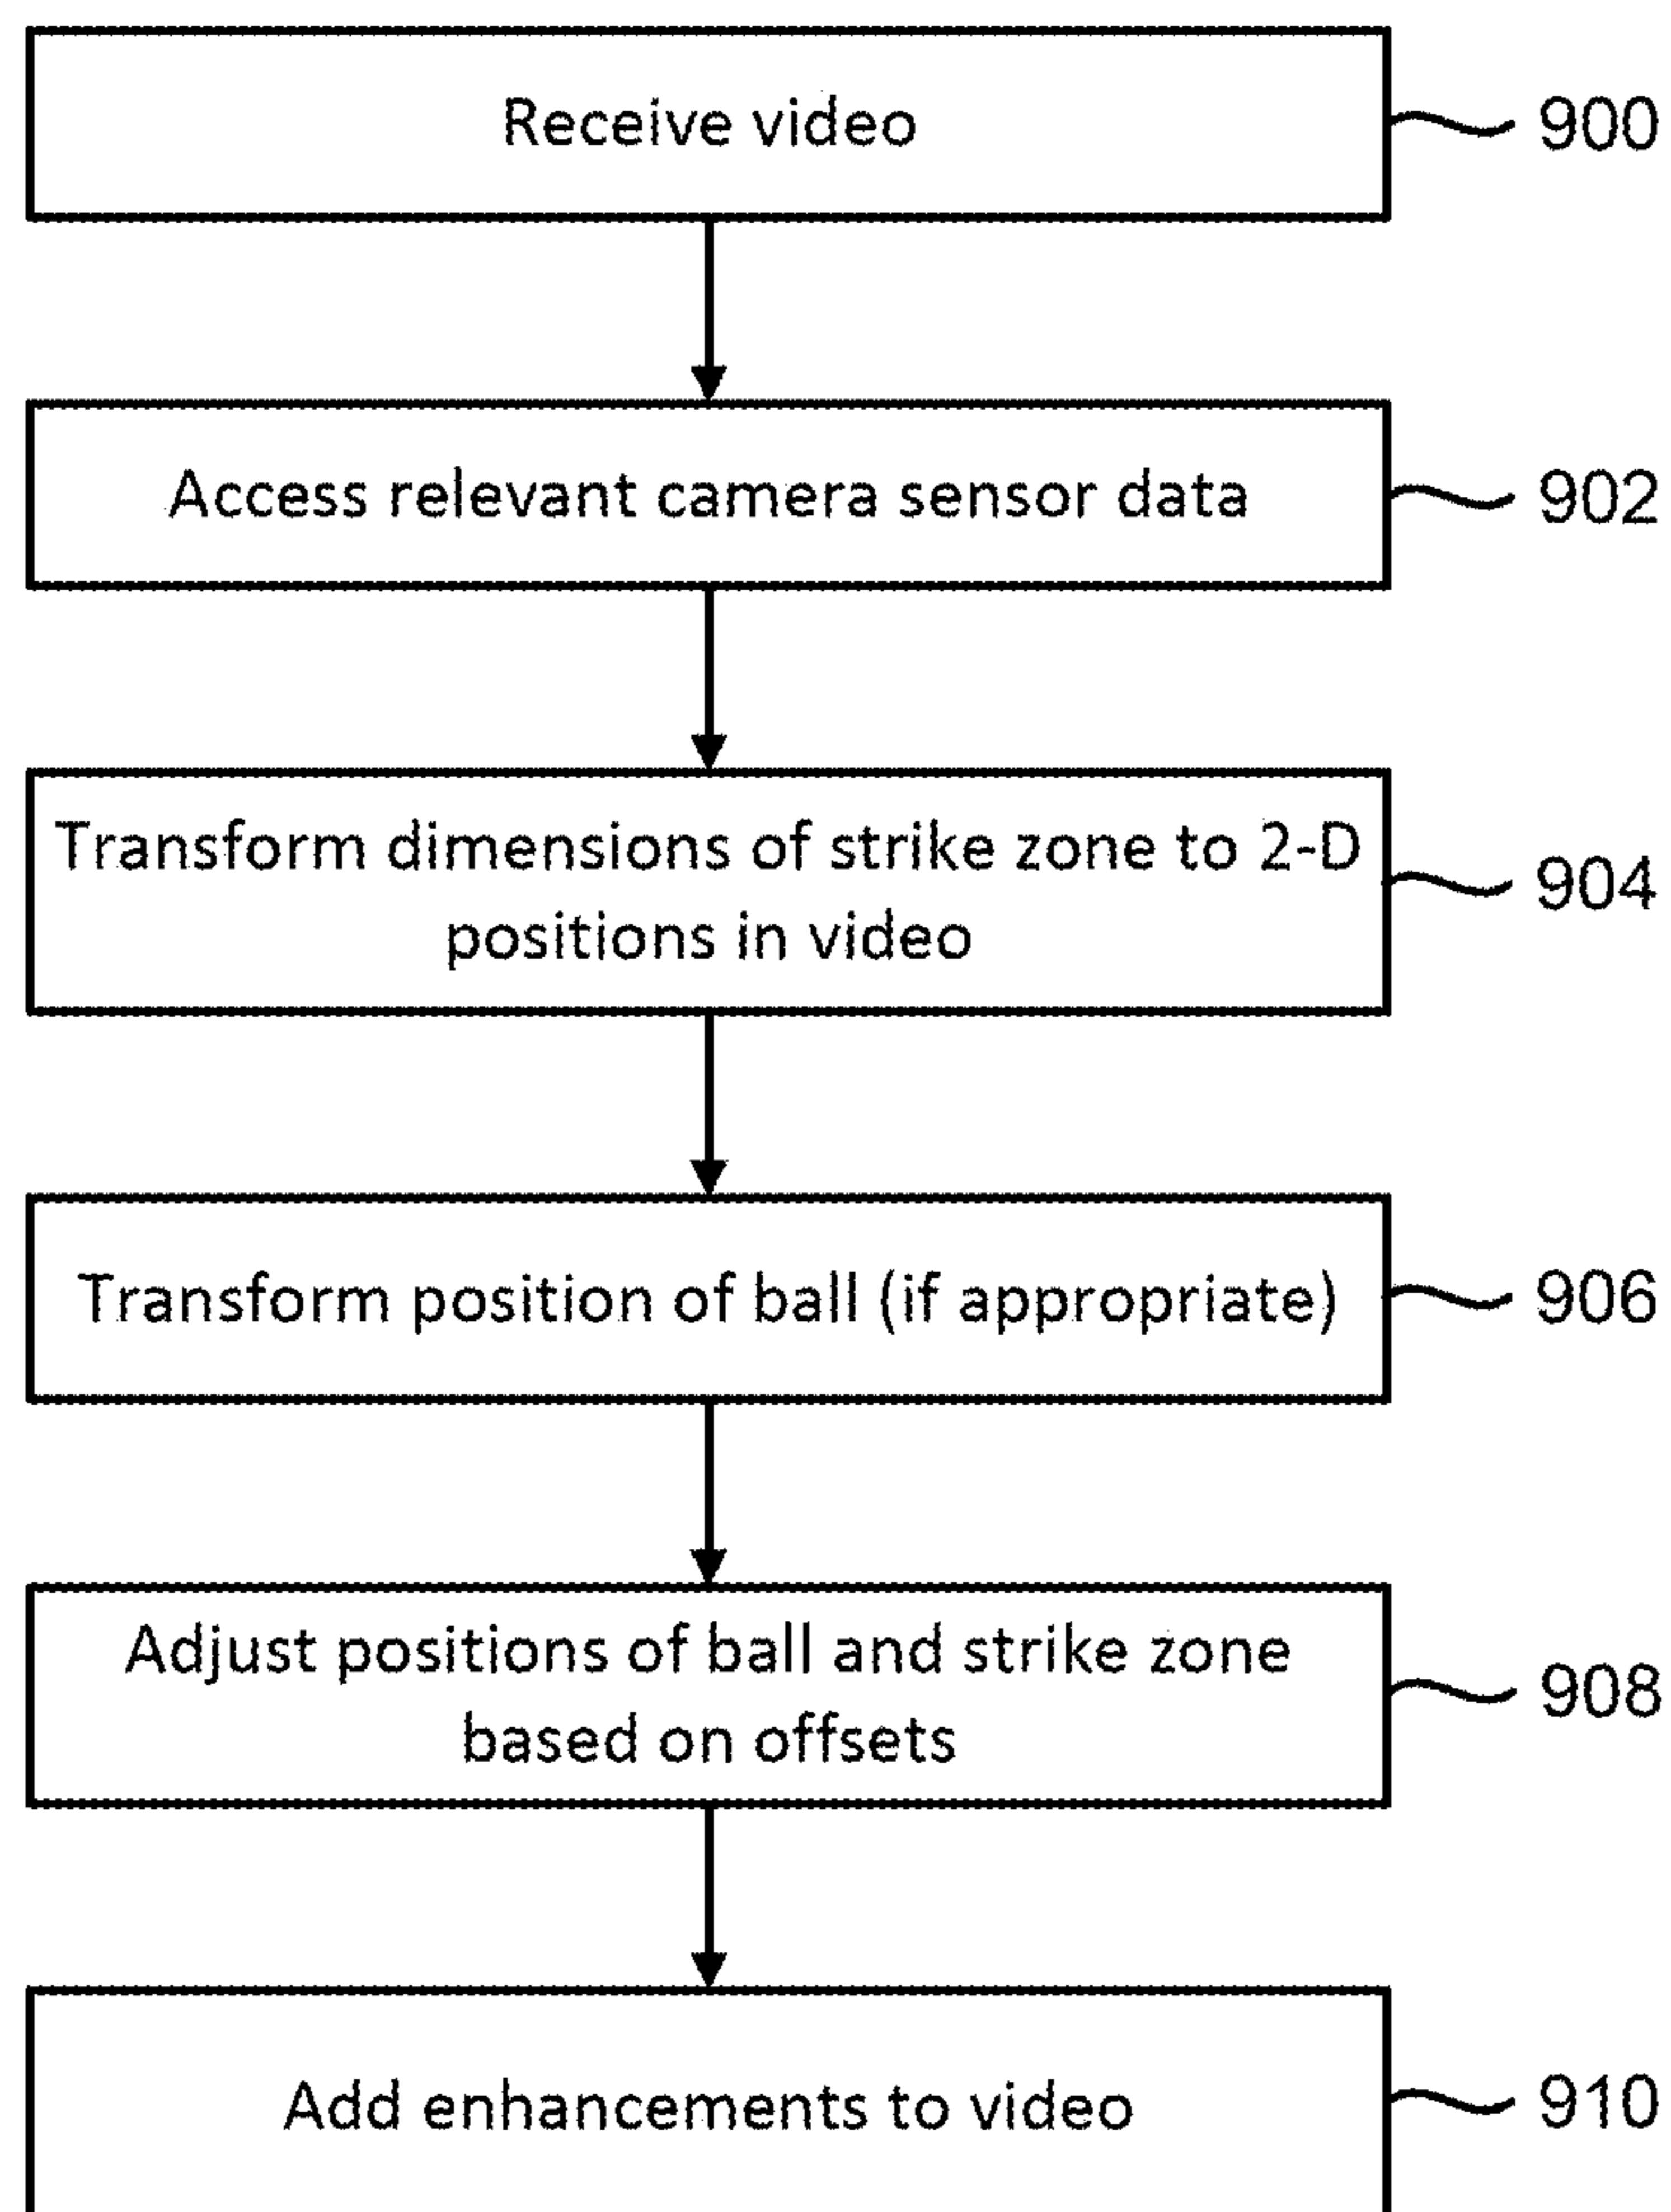 Receive video
900
Access relevant camera sensor data
902
Transform dimensions of strike zone to 2-D
positions in video
904
Transform position of ball (if appropriate)
906
Adjust positions of ball and strike zone
based on offsets
908
Add enhancements to video
910